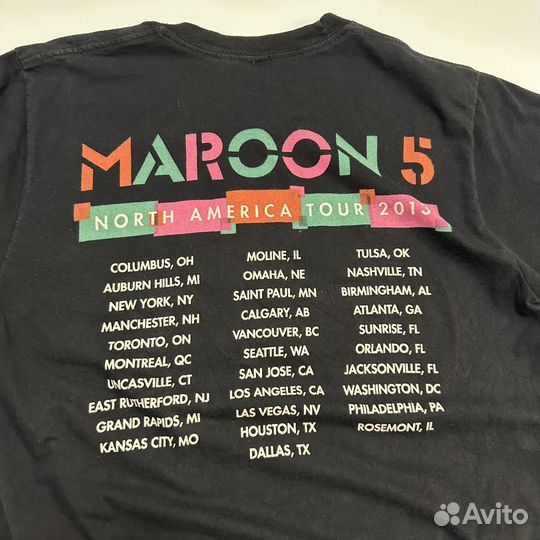 MAROON 5
NORTH AMERICA TOUR 2013
COLUMBUS, OH
AUBURN HILLS, MI
NEW YORK, NY
MANCHESTER, NH
TORONTO, ON
MONTREAL, QC
UNCASVILLE, CT
EAST RUTHERFORD, NJ
GRAND RAPIDS, MI
KANSAS CITY, MO
MOLINE, IL
OMAHA, NE
SAINT PAUL, MN
CALGARY, AB
VANCOUVER, BC
SEATTLE, WA
SAN JOSE, CA
LOS ANGELES, CA
LAS VEGAS, NV
HOUSTON, TX
DALLAS, TX
TULSA, OK
NASHVILLE, TN
BIRMINGHAM, AL
ATLANTA, GA
SUNRISE, FL
ORLANDO, FL
JACKSONVILLE, FL
WASHINGTON, DC
PHILADELPHIA, PA
ROSEMONT, IL
Avito